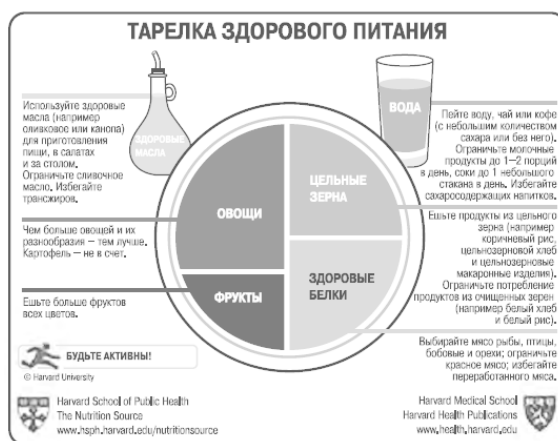 ТАРЕЛКА ЗДОРОВОГО ПИТАНИЯ
Используйте здоровые
масла (например
оливковое или канола)
для приготовления
пищи, в салатах
и за столом.
Ограничьте сливочное
масло. Избегайте
трансжиров.
ЗДОРОВЫЕ
МАСЛА
ВОДА
Пейте воду, чай или кофе
(с небольшим количеством
сахара или без него).
Ограничьте молочные
продукты до 1–2 порций
в день, соки до 1 небольшого
стакана в день. Избегайте
сахаросодержащих напитков.
ОВОЩИ
ЦЕЛЬНЫЕ
ЗЕРНА
Чем больше овощей и их
разнообразия – тем лучше.
Картофель – не в счет.
Ешьте продукты из цельного
зерна (например
коричневый рис,
цельнозерновой хлеб
и цельнозерновые
макаронные изделия).
Ограничьте потребление
продуктов из очищенных зерен
(например белый хлеб
и белый рис).
ФРУКТЫ
ЗДОРОВЫЕ
БЕЛКИ
Ешьте больше фруктов
всех цветов.
Выбирайте мясо рыбы, птицы,
бобовые и орехи; ограничьте
красное мясо; избегайте
переработанного мяса.
БУДЬТЕ АКТИВНЫ!
© Harvard University
Harvard School of Public Health
The Nutrition Source
www.hsph.harvard.edu/nutritionsource
Harvard Medical School
Harvard Health Publications
www.health.harvard.edu